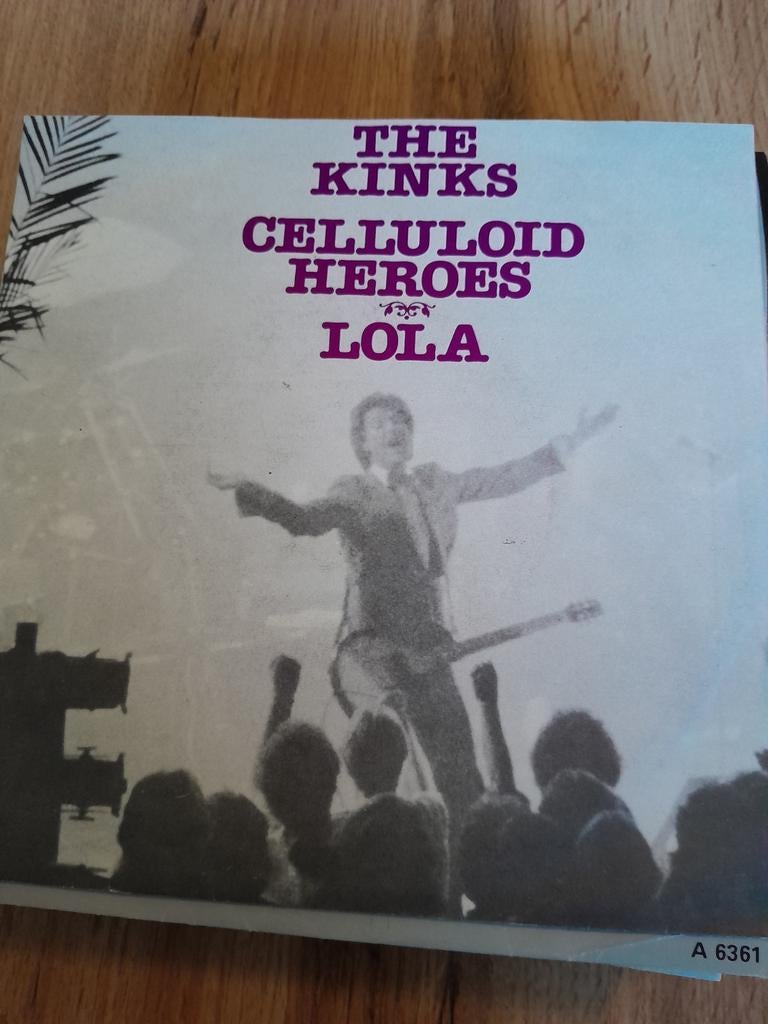 THE
KINKS
CELLULOID
HEROES
LOLA
A 6361